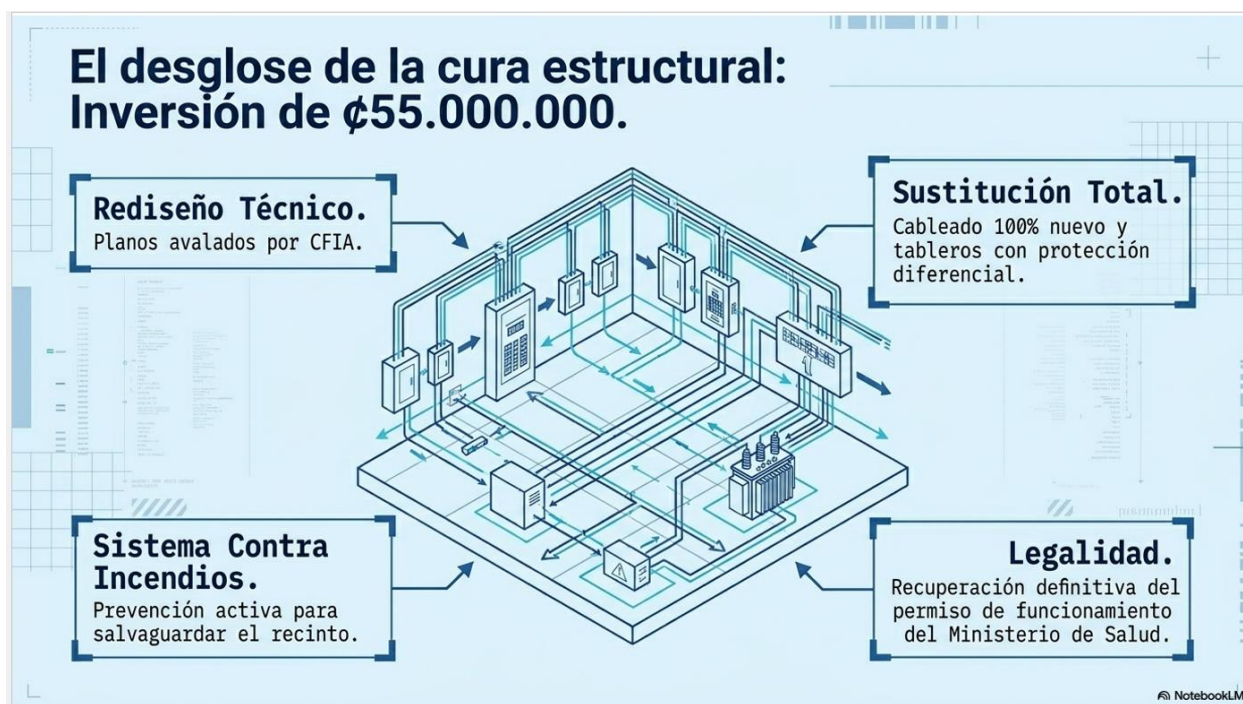 El desglose de la cura estructural:
Inversión de ₡55.000.000.
Rediseño Técnico.
Planos avalados por CFIA.
Sustitución Total.
Cableado 100% nuevo y
tableros con protección
diferencial.
Sistema Contra
Incendios.
Prevención activa para
salvaguardar el recinto.
Legalidad.
Recuperación definitiva del
permiso de funcionamiento
del Ministerio de Salud.
NotebookLM